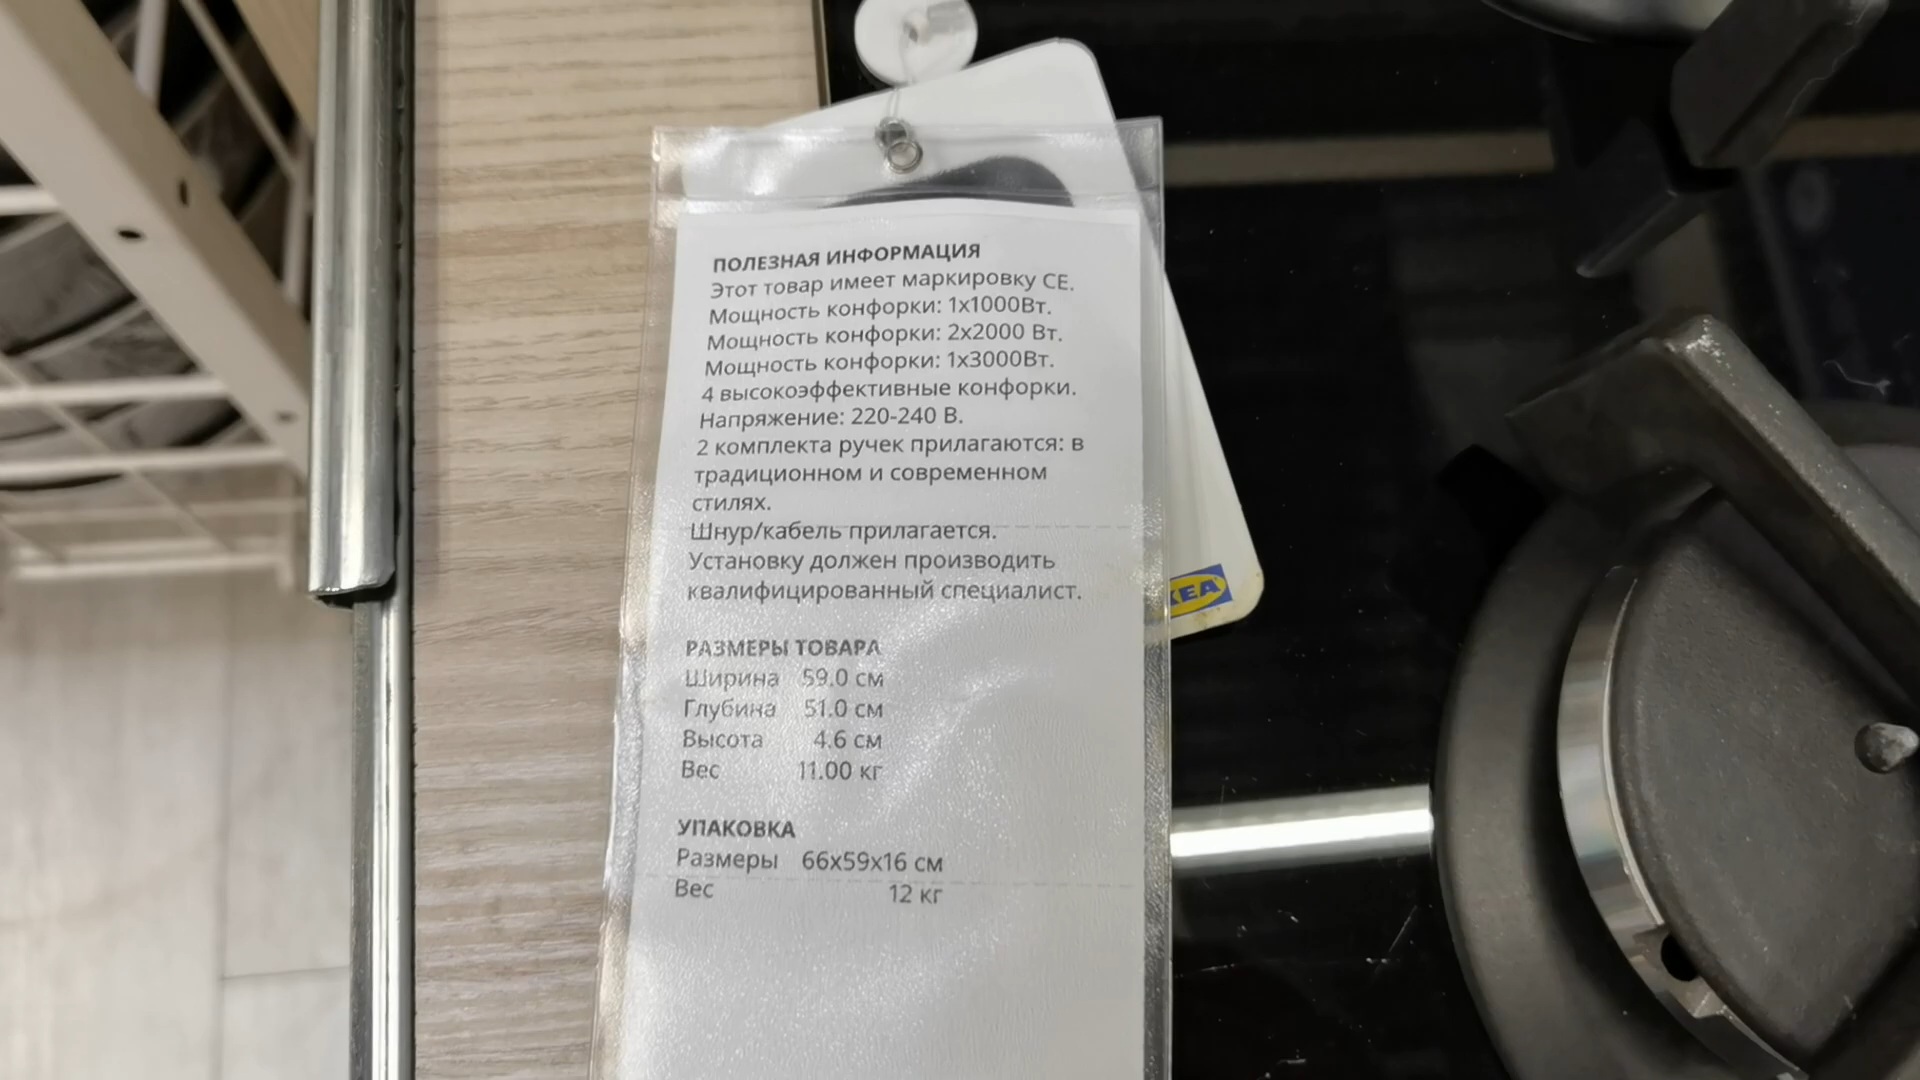 ПОЛЕЗНАЯ ИНФОРМАЦИЯ
Этот товар имеет маркировку CE.
Мощность конфорки: 1x1000Вт.
Мощность конфорки: 2x2000 Вт.
Мощность конфорки: 1x3000Вт.
4 высокоэффективные конфорки.
Напряжение: 220-240 В.
2 комплекта ручек прилагаются: в
традиционном и современном
стилях.
Шнур/кабель прилагается.
Установку должен производить
квалифицированный специалист.
РАЗМЕРЫ ТОВАРА
Ширина 59.0 см
Глубина 51.0 см
Высота 4.6 см
Вес 11.00 кг
УПАКОВКА
Размеры 66x59x16 см
Вес 12 кг
IKEA